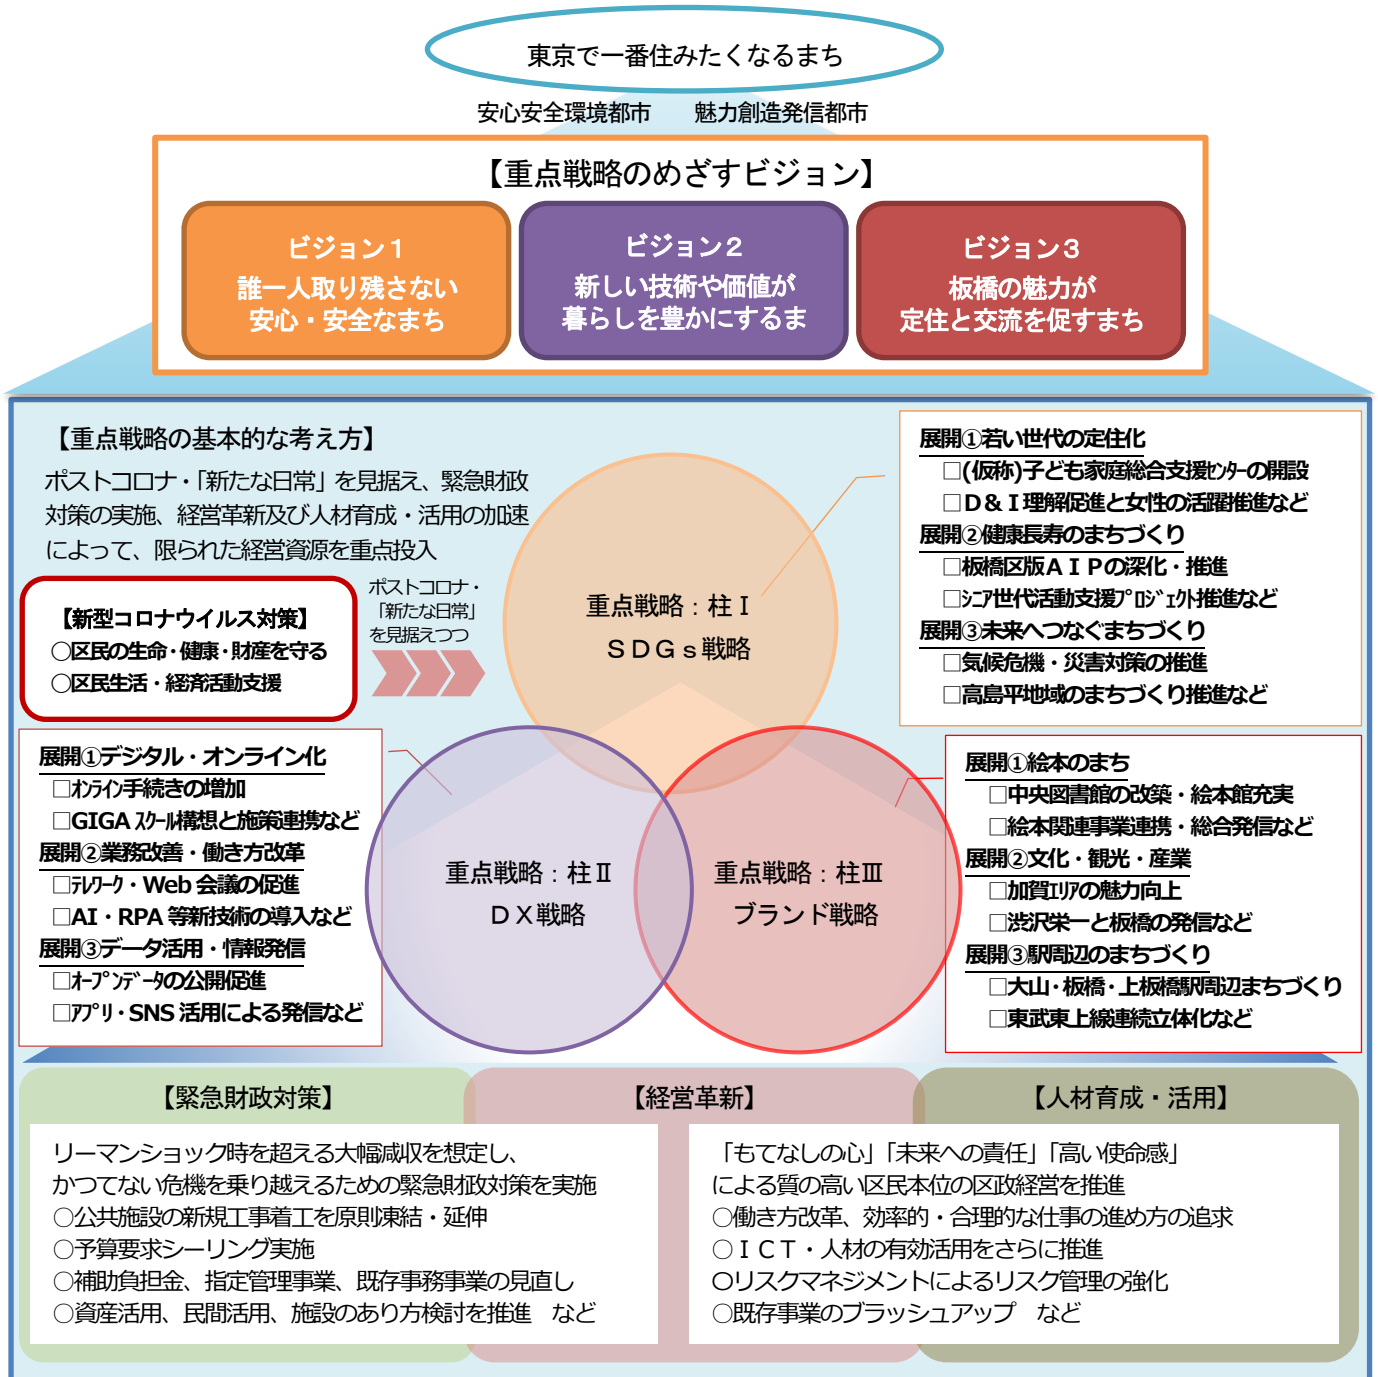 東京で一番住みたくなるまち
安心安全環境都市　魅力創造発信都市
【重点戦略のめざすビジョン】
ビジョン１
誰一人取り残さない
安心・安全なまち
ビジョン２
新しい技術や価値が
暮らしを豊かにするま
ビジョン３
板橋の魅力が
定住と交流を促すまち
【重点戦略の基本的な考え方】
ポストコロナ・「新たな日常」を見据え、緊急財政
対策の実施、経営革新及び人材育成・活用の加速
によって、限られた経営資源を重点投入
【新型コロナウイルス対策】
○区民の生命・健康・財産を守る
○区民生活・経済活動支援
ポストコロナ・
「新たな日常」
を見据えつつ
重点戦略：柱Ⅰ
ＳＤＧｓ戦略
展開①若い世代の定住化
□(仮称)子ども家庭総合支援ｾﾝﾀｰの開設
□Ｄ＆Ｉ理解促進と女性の活躍推進など
展開②健康長寿のまちづくり
□板橋区版ＡＩＰの深化・推進
□ｼﾆｱ世代活動支援ﾌﾟﾛｼﾞｪｸﾄ推進など
展開③未来へつなぐまちづくり
□気候危機・災害対策の推進
□高島平地域のまちづくり推進など
展開①デジタル・オンライン化
□ｵﾝﾗｲﾝ手続きの増加
□GIGA ｽｸｰﾙ構想と施策連携など
展開②業務改善・働き方改革
□ﾃﾚﾜｰｸ・Web 会議の促進
□AI・RPA 等新技術の導入など
展開③データ活用・情報発信
□ｵｰﾌﾟﾝﾃﾞｰﾀの公開促進
□ｱﾌﾟﾘ・SNS 活用による発信など
重点戦略：柱Ⅱ
ＤＸ戦略
重点戦略：柱Ⅲ
ブランド戦略
展開①絵本のまち
□中央図書館の改築・絵本館充実
□絵本関連事業連携・総合発信など
展開②文化・観光・産業
□加賀ｴﾘｱの魅力向上
□渋沢栄一と板橋の発信など
展開③駅周辺のまちづくり
□大山・板橋・上板橋駅周辺まちづくり
□東武東上線連続立体化など
【緊急財政対策】
リーマンショック時を超える大幅減収を想定し、
かつてない危機を乗り越えるための緊急財政対策を実施
○公共施設の新規工事着工を原則凍結・延伸
○予算要求シーリング実施
○補助負担金、指定管理事業、既存事務事業の見直し
○資産活用、民間活用、施設のあり方検討を推進　など
【経営革新】
【人材育成・活用】
「もてなしの心」「未来への責任」「高い使命感」
による質の高い区民本位の区政経営を推進
○働き方改革、効率的・合理的な仕事の進め方の追求
○ＩＣＴ・人材の有効活用をさらに推進
○リスクマネジメントによるリスク管理の強化
○既存事業のブラッシュアップ　など